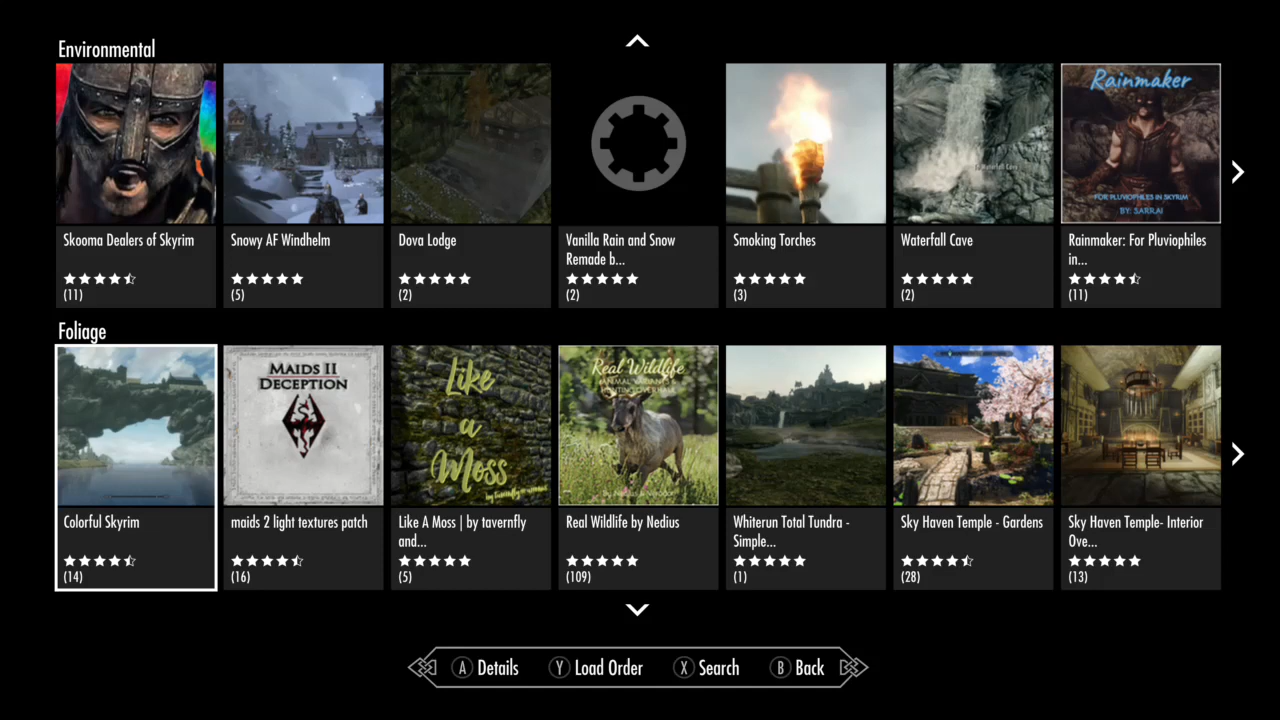 Environmental
Rainmaker
FOR PLUVIOPHILES IN SKYRIM
BY: SARRAI
Skooma Dealers of Skyrim
(11)
Snowy AF Windhelm
(5)
Dova Lodge
(2)
Vanilla Rain and Snow
Remade b...
(2)
Smoking Torches
(3)
Waterfall Cave
(2)
Rainmaker: For Pluviophiles
in...
(11)
Foliage
MAIDS II
DECEPTION
Like
a
Moss
Real Wildlife
ANIMAL VARIANTS &
HUNTING OVERHAUL
Colorful Skyrim
(14)
maids 2 light textures patch
(16)
Like A Moss | by tavernfly
and...
(5)
Real Wildlife by Nedius
(109)
Whiterun Total Tundra -
Simple...
(1)
Sky Haven Temple - Gardens
(28)
Sky Haven Temple- Interior
Ove...
(13)
A Details
Y Load Order
X Search
B Back